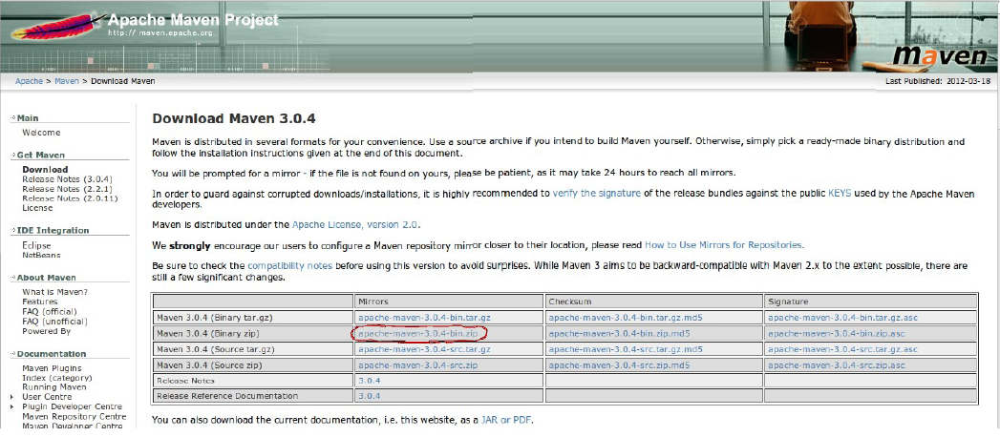 Apache Maven Project
http:// maven.apache.org
maven
Apache > Maven > Download Maven
Last Published: 2012-03-18
Main
Welcome
Get Maven
Download
Release Notes (3.0.4)
Release Notes (2.2.1)
Release Notes (2.0.11)
License
IDE Integration
Eclipse
NetBeans
About Maven
What is Maven?
Features
FAQ (official)
FAQ (unofficial)
Powered By
Documentation
Maven Plugins
Index (category)
Running Maven
User Centre
Plugin Developer Centre
Maven Repository Centre
Maven Developer Centre
Download Maven 3.0.4
Maven is distributed in several formats for your convenience. Use a source archive if you intend to build Maven yourself. Otherwise, simply pick a ready-made binary distribution and
follow the installation instructions given at the end of this document.
You will be prompted for a mirror - if the file is not found on yours, please be patient, as it may take 24 hours to reach all mirrors.
In order to guard against corrupted downloads/installations, it is highly recommended to verify the signature of the release bundles against the public KEYS used by the Apache Maven
developers.
Maven is distributed under the Apache License, version 2.0.
We strongly encourage our users to configure a Maven repository mirror closer to their location, please read How to Use Mirrors for Repositories.
Be sure to check the compatibility notes before using this version to avoid surprises. While Maven 3 aims to be backward-compatible with Maven 2.x to the extent possible, there are
still a few significant changes.
Mirrors Checksum Signature
Maven 3.0.4 (Binary tar.gz) apache-maven-3.0.4-bin.tar.gz apache-maven-3.0.4-bin.tar.gz.md5 apache-maven-3.0.4-bin.tar.gz.asc
Maven 3.0.4 (Binary zip) apache-maven-3.0.4-bin.zip apache-maven-3.0.4-bin.zip.md5 apache-maven-3.0.4-bin.zip.asc
Maven 3.0.4 (Source tar.gz) apache-maven-3.0.4-src.tar.gz apache-maven-3.0.4-src.tar.gz.md5 apache-maven-3.0.4-src.tar.gz.asc
Maven 3.0.4 (Source zip) apache-maven-3.0.4-src.zip apache-maven-3.0.4-src.zip.md5 apache-maven-3.0.4-src.zip.asc
Release Notes 3.0.4
Release Reference Documentation 3.0.4
You can also download the current documentation, i.e. this website, as a JAR or PDF.